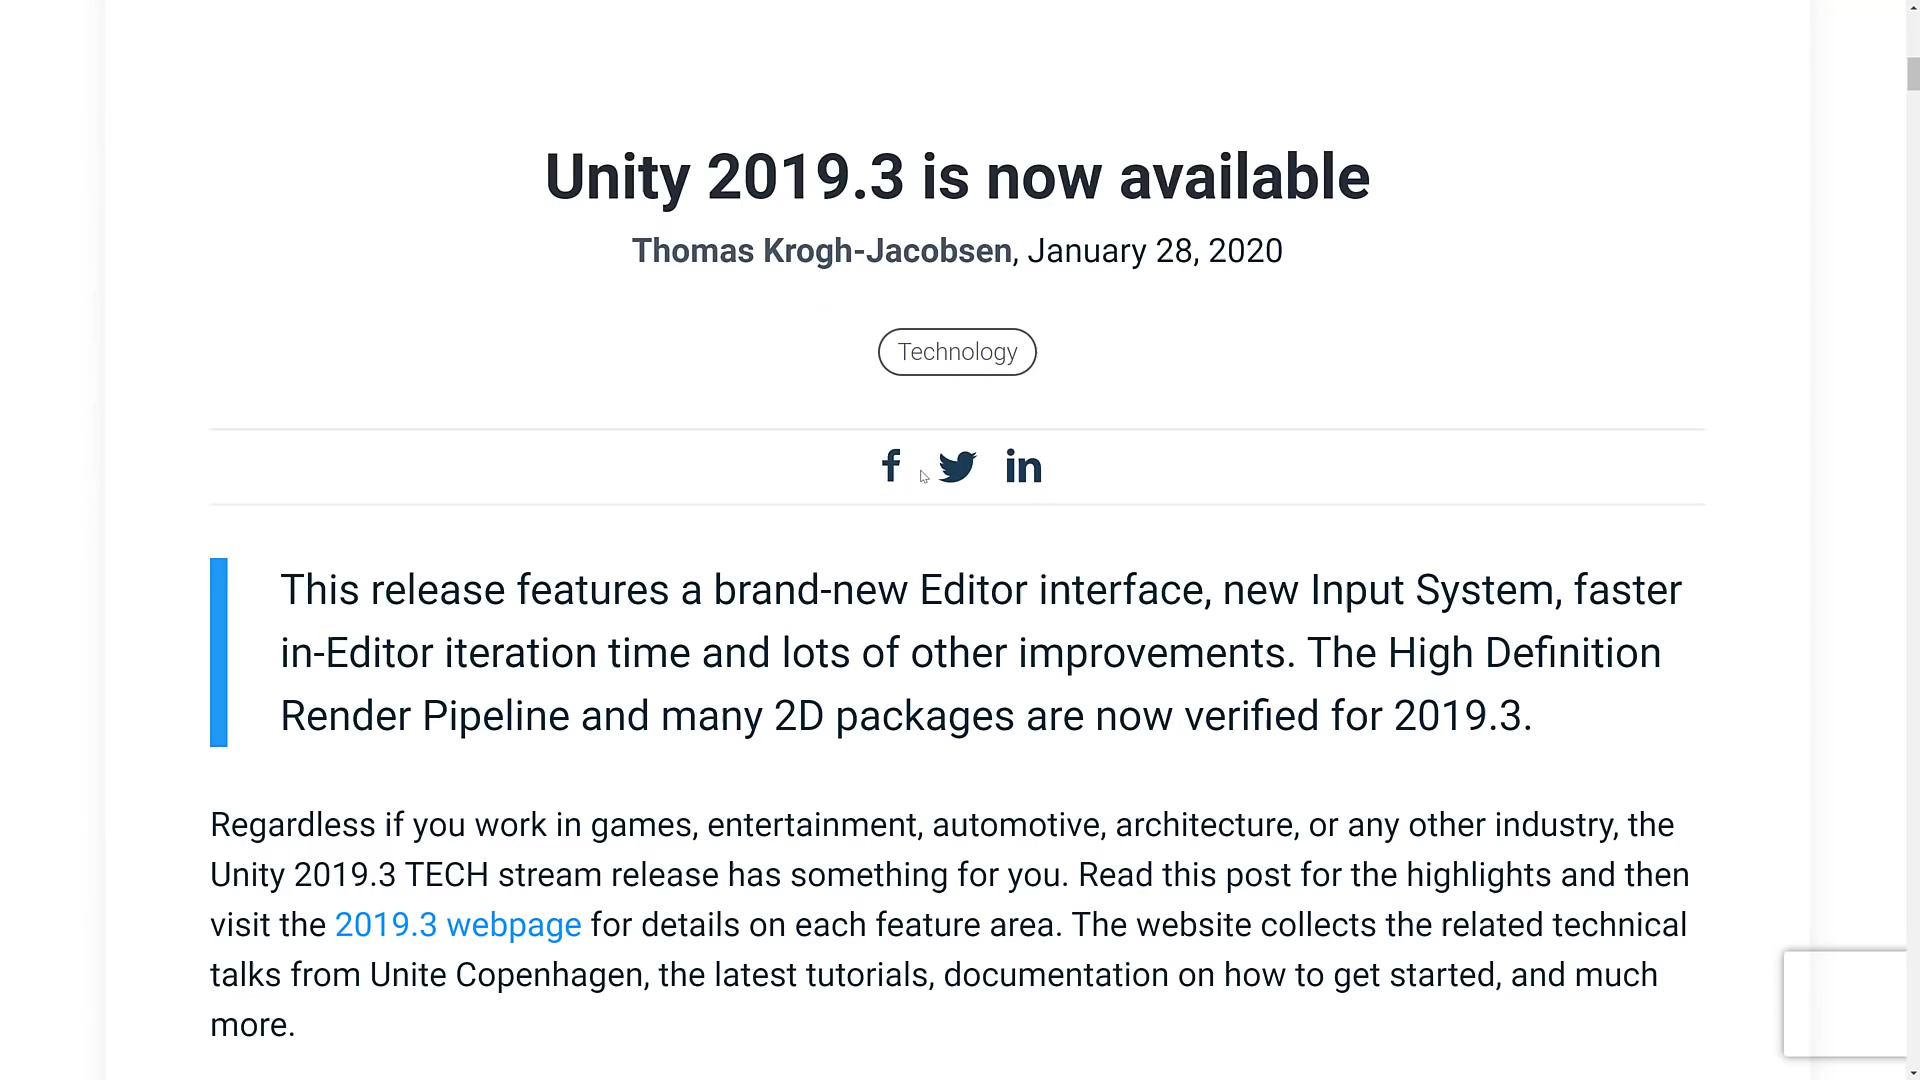 Unity 2019.3 is now available
Thomas Krogh-Jacobsen, January 28, 2020
Technology
This release features a brand-new Editor interface, new Input System, faster
in-Editor iteration time and lots of other improvements. The High Definition
Render Pipeline and many 2D packages are now verified for 2019.3.
Regardless if you work in games, entertainment, automotive, architecture, or any other industry, the
Unity 2019.3 TECH stream release has something for you. Read this post for the highlights and then
visit the 2019.3 webpage for details on each feature area. The website collects the related technical
talks from Unite Copenhagen, the latest tutorials, documentation on how to get started, and much
more.